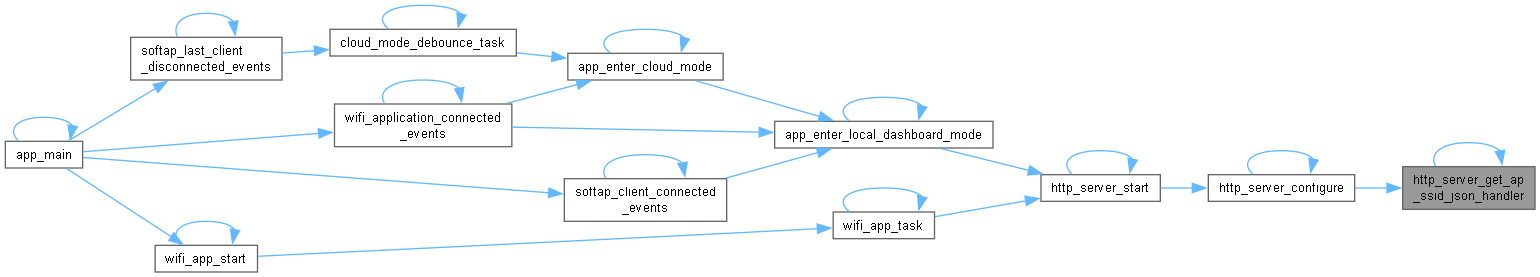 softap_last_client
_disconnected_events
cloud_mode_debounce_task
app_enter_cloud_mode
wifi_application_connected
_events
app_enter_local_dashboard_mode
app_main
softap_client_connected
_events
http_server_start
http_server_configure
http_server_get_ap
_ssid_json_handler
wifi_app_task
wifi_app_start